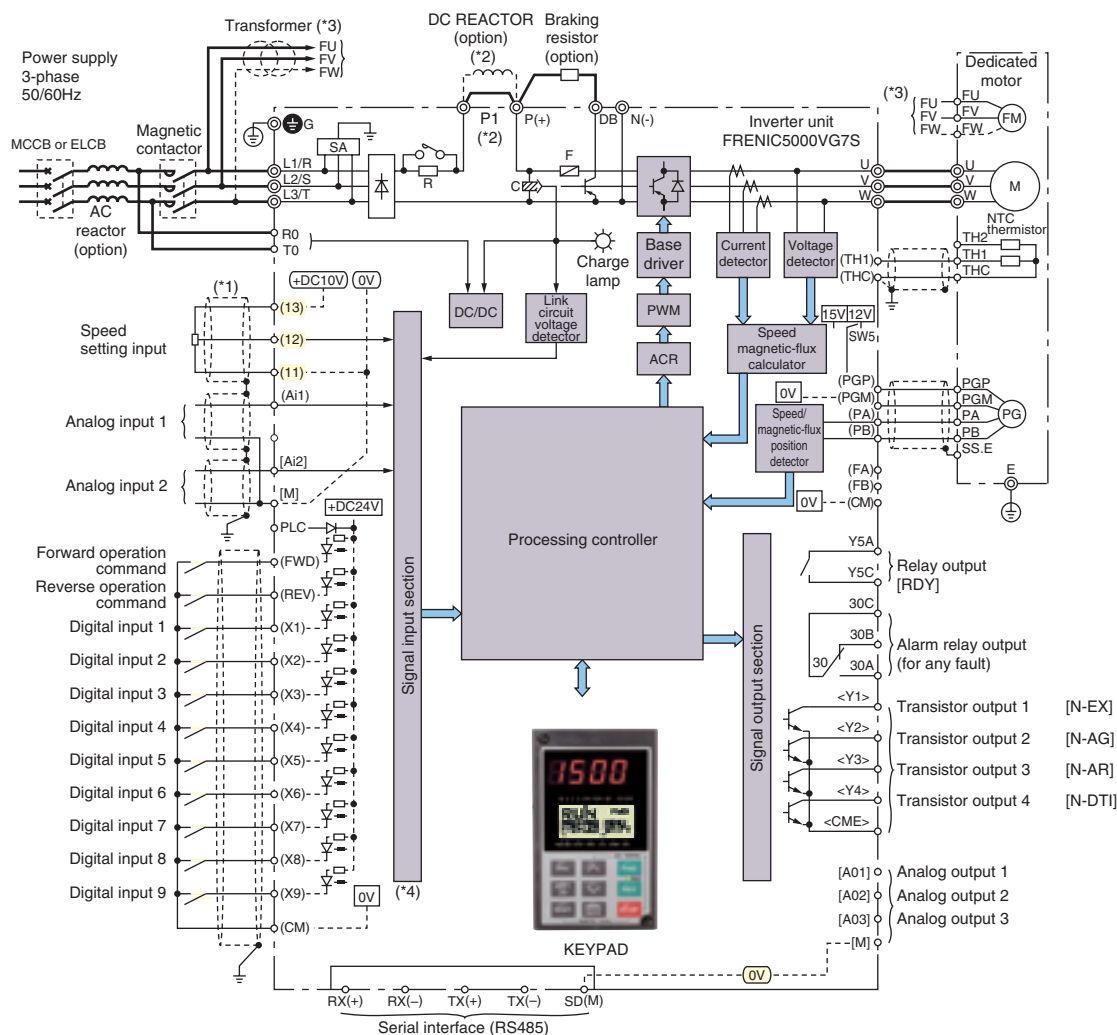 Transformer (*3)
FU
FV
FW
Power supply
3-phase
50/60Hz
DC REACTOR
(option)
(*2)
Braking
resistor
(option)
Dedicated
motor
(*3)
FU
FV
FW
FU
FV
FW
FM
MCCB or ELCB
Magnetic
contactor
G
P1
(*2)
P(+)
DB
N(-)
Inverter unit
FRENIC5000VG7S
SA
L1/R
L2/S
L3/T
R
F
C
U
V
W
U
V
W
M
AC
reactor
(option)
R0
T0
Charge
lamp
Base
driver
Current
detector
Voltage
detector
NTC
thermistor
(TH1)
(THC)
TH2
TH1
THC
(*1)
+DC10V
0V
DC/DC
Link
circuit
voltage
detector
PWM
ACR
Speed
magnetic-flux
calculator
15V
12V
SW5
Speed
setting input
(13)
(12)
(11)
Analog input 1
(Ai1)
Analog input 2
[Ai2]
[M]
0V
(PGP)
(PGM)
(PA)
(PB)
PGP
PGM
PA
PB
SS.E
PG
Speed/
magnetic-flux
position
detector
(FA)
(FB)
0V
(CM)
E
+DC24V
PLC
Signal input section
Processing controller
Signal output section
Forward operation
command
(FWD)
Reverse operation
command
(REV)
Digital input 1
(X1)
Digital input 2
(X2)
Digital input 3
(X3)
Digital input 4
(X4)
Digital input 5
(X5)
Digital input 6
(X6)
Digital input 7
(X7)
Digital input 8
(X8)
Digital input 9
(X9)
(CM)
0V
(*4)
Y5A
Y5C
Relay output
[RDY]
30C
30B
30
30A
Alarm relay output
(for any fault)
<Y1>
Transistor output 1 [N-EX]
<Y2>
Transistor output 2 [N-AG]
<Y3>
Transistor output 3 [N-AR]
<Y4>
Transistor output 4 [N-DTI]
<CME>
1500
KEYPAD
[A01]
Analog output 1
[A02]
Analog output 2
[A03]
Analog output 3
[M]
0V
RX(+)
RX(–)
TX(+)
TX(–)
SD(M)
Serial interface (RS485)